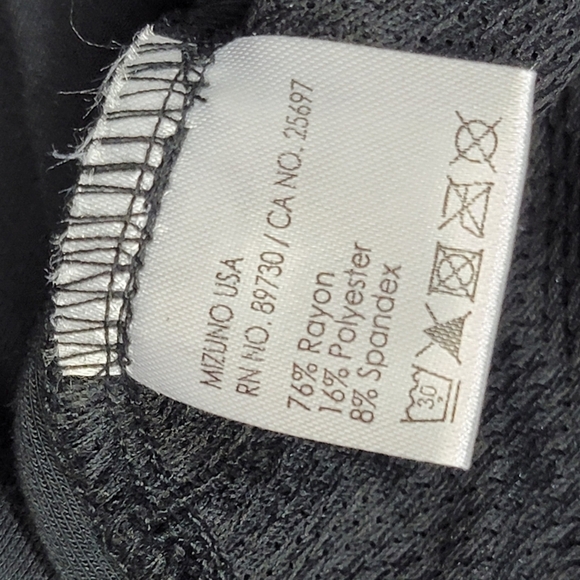 MIZUNO USA
RN NO. 89730 / CA NO. 25697
76% Rayon
16% Polyester
8% Spandex
30